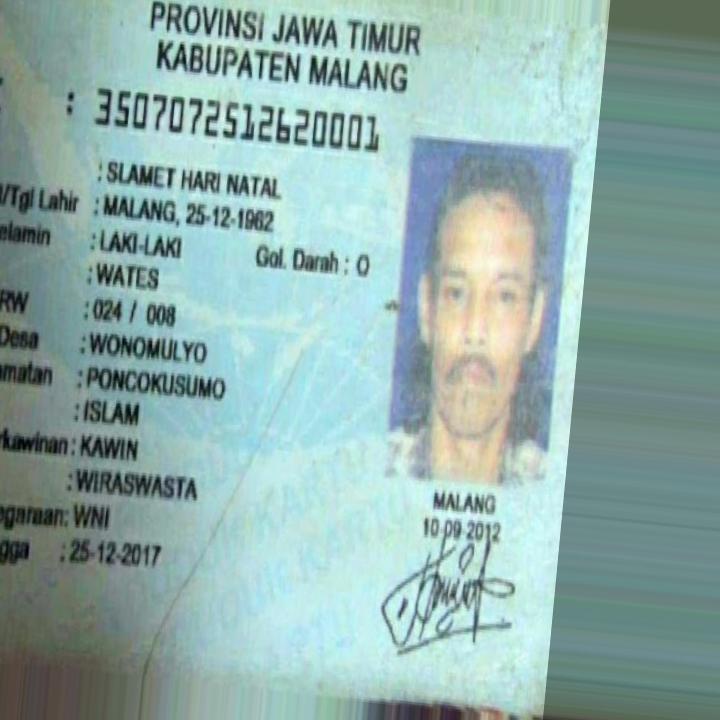 PROVINSI JAWA TIMUR
KABUPATEN MALANG
: 3507072512620001
: SLAMET HARI NATAL
/Tgl Lahir : MALANG, 25-12-1962
elamin : LAKI-LAKI Gol. Darah : O
: WATES
RW : 024 / 008
Desa : WONOMULYO
amatan : PONCOKUSUMO
: ISLAM
rkawinan : KAWIN
: WIRASWASTA
egaraan: WNI
gga : 25-12-2017
MALANG
10-09-2012